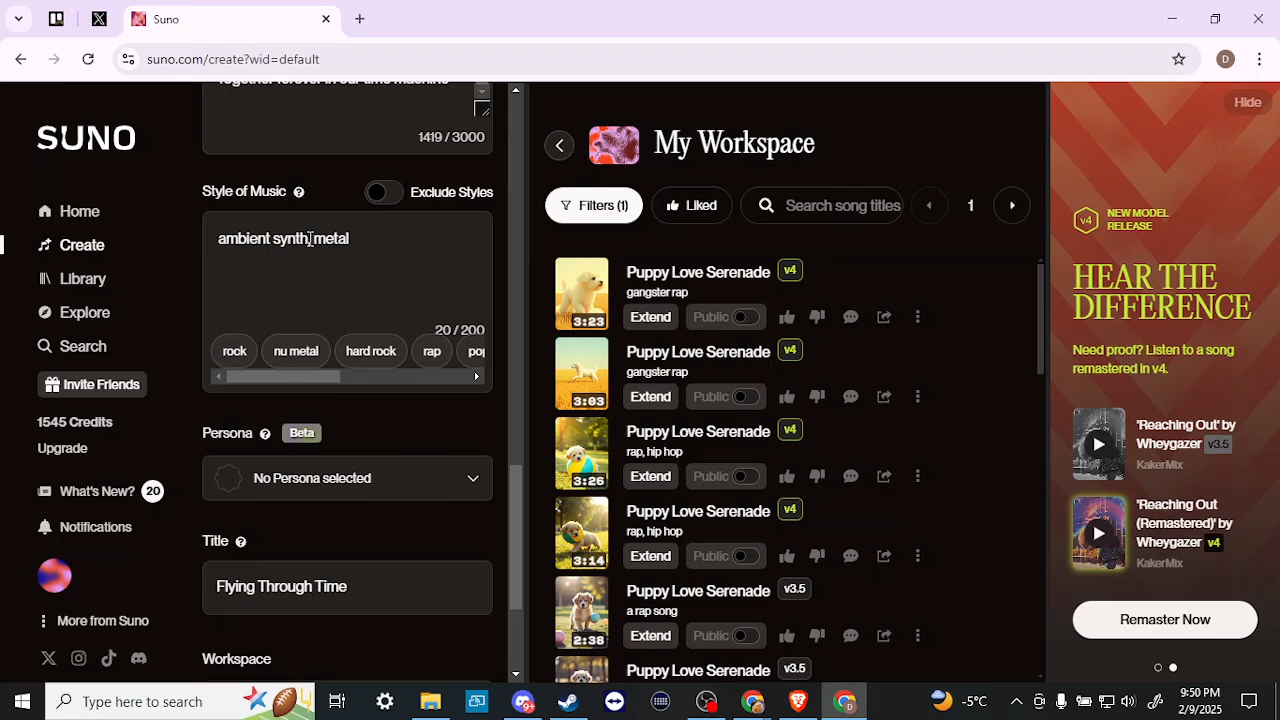 Suno
suno.com/create?wid=default
D
SUNO
Home
Create
Library
Explore
Search
Invite Friends
1545 Credits
Upgrade
What's New? 20
Notifications
More from Suno
Together forever in our time machine
1419 / 3000
Style of Music
Exclude Styles
ambient synth metal
20 / 200
rock
nu metal
hard rock
rap
pop
Persona
Beta
No Persona selected
Title
Flying Through Time
Workspace
My Workspace
Filters (1)
Liked
Search song titles
1
Puppy Love Serenade v4
gangster rap
3:23
Extend
Public
Puppy Love Serenade v4
gangster rap
3:03
Extend
Public
Puppy Love Serenade v4
rap, hip hop
3:26
Extend
Public
Puppy Love Serenade v4
rap, hip hop
3:14
Extend
Public
Puppy Love Serenade v3.5
a rap song
2:38
Extend
Public
Puppy Love Serenade v3.5
Hide
v4
NEW MODEL
RELEASE
HEAR THE
DIFFERENCE
Need proof? Listen to a song
remastered in v4.
'Reaching Out' by
Wheygazer v3.5
KakerMix
'Reaching Out
(Remastered)' by
Wheygazer v4
KakerMix
Remaster Now
Type here to search
-5°C
9:50 PM
2/9/2025